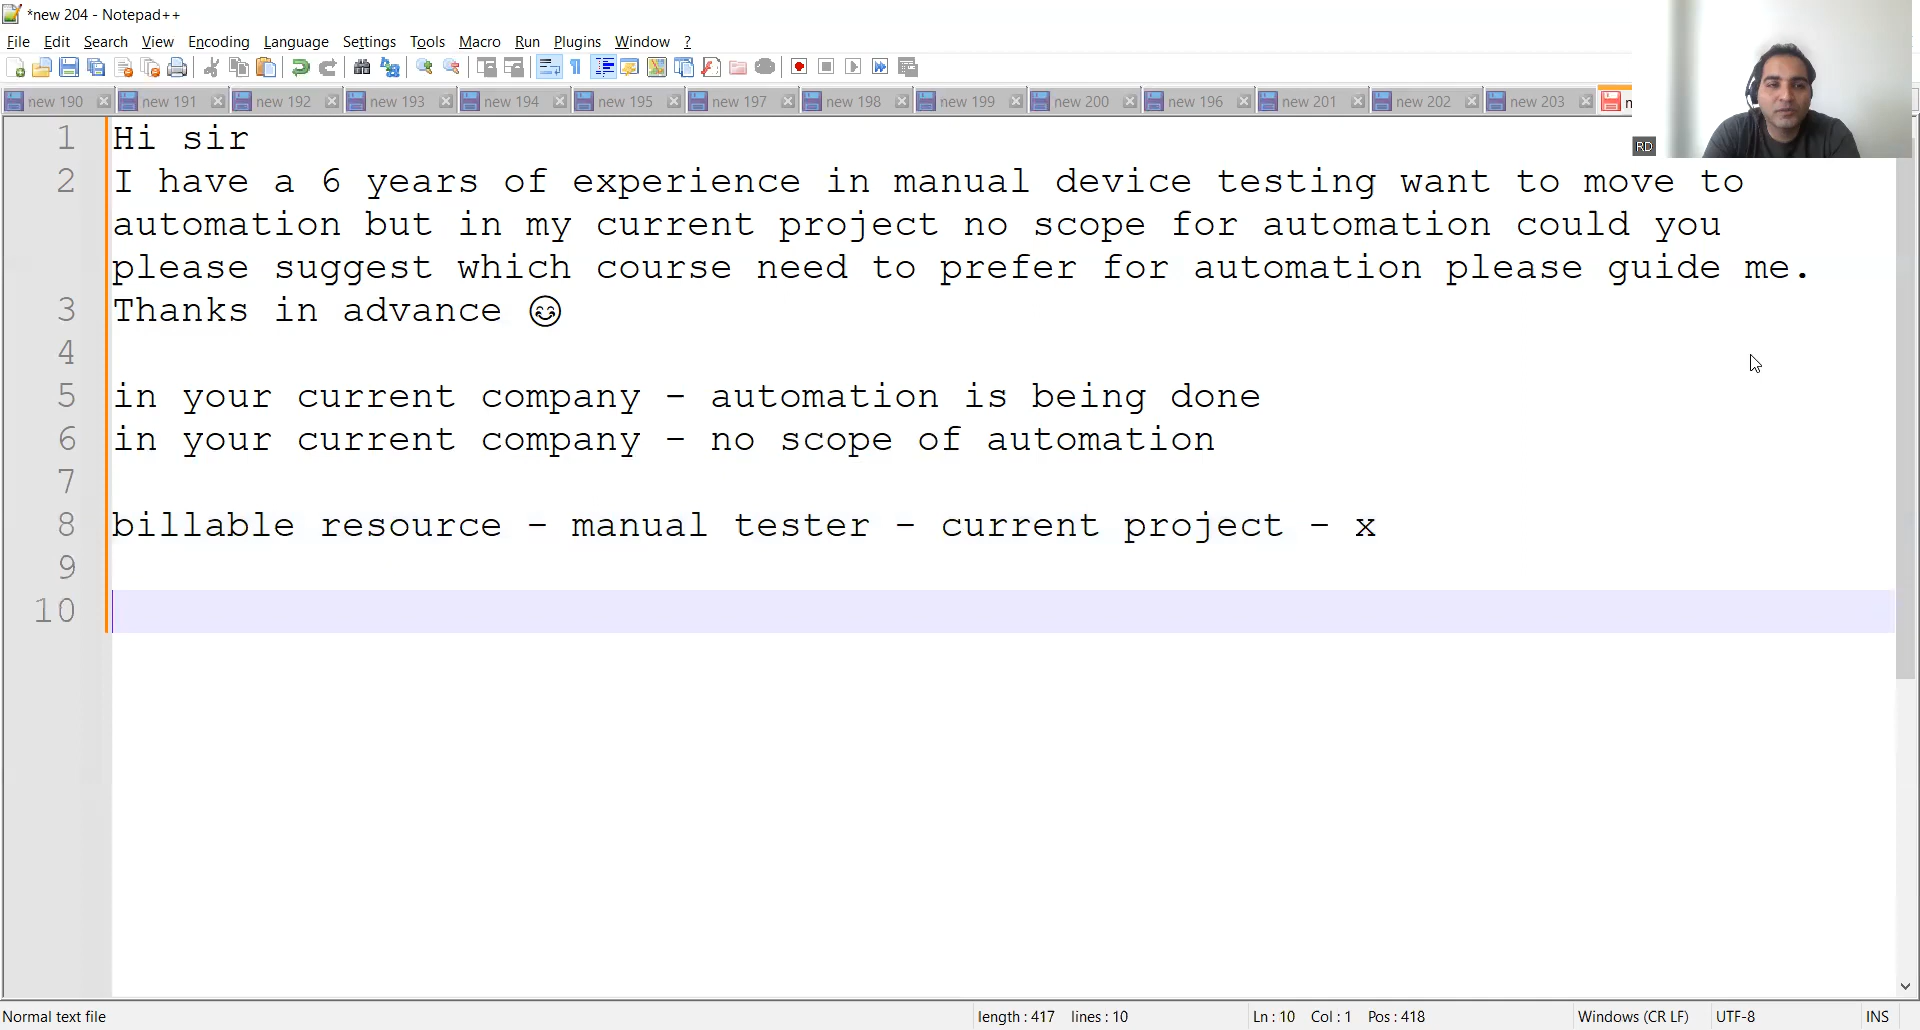 *new 204 - Notepad++
File Edit Search View Encoding Language Settings Tools Macro Run Plugins Window ?
new 190 new 191 new 192 new 193 new 194 new 195 new 197 new 198 new 199 new 200 new 196 new 201 new 202 new 203
RD
1 Hi sir
2 I have a 6 years of experience in manual device testing want to move to
automation but in my current project no scope for automation could you
please suggest which course need to prefer for automation please guide me.
3 Thanks in advance 😊
4
5 in your current company - automation is being done
6 in your current company - no scope of automation
7
8 billable resource - manual tester - current project - x
9
10
Normal text file length : 417 lines : 10 Ln : 10 Col : 1 Pos : 418 Windows (CR LF) UTF-8 INS